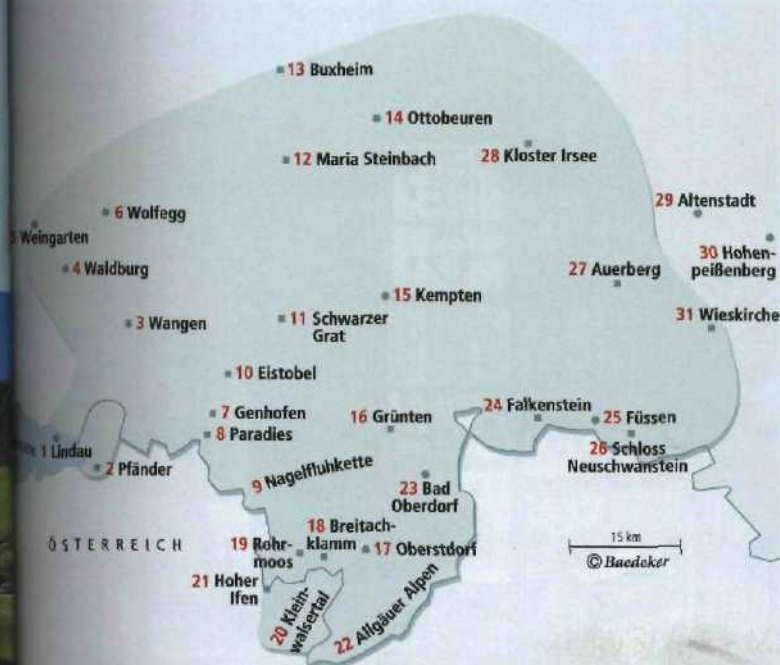 13 Buxheim
14 Ottobeuren
12 Maria Steinbach
28 Kloster Irsee
29 Altenstadt
6 Wolfegg
5 Weingarten
30 Hohen-
peißenberg
4 Waldburg
27 Auerberg
15 Kempten
31 Wieskirche
3 Wangen
11 Schwarzer
Grat
10 Eistobel
7 Genhofen
16 Grünten
24 Falkenstein
25 Füssen
8 Paradies
1 Lindau
26 Schloss
Neuschwanstein
2 Pfänder
9 Nagelfluhkette
23 Bad
Oberdorf
18 Breitach-
klamm
ÖSTERREICH
19 Rohr-
moos
17 Oberstdorf
15 km
© Baedeker
21 Hoher
Ifen
20 Klein-
walsertal
22 Allgäuer Alpen